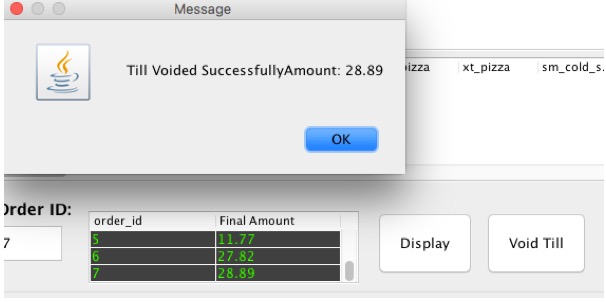 Message
Till Voided SuccessfullyAmount: 28.89
OK
pizza xt_pizza sm_cold_s.
Order ID:
7
order_id Final Amount
5 11.77
6 27.82
7 28.89
Display
Void Till